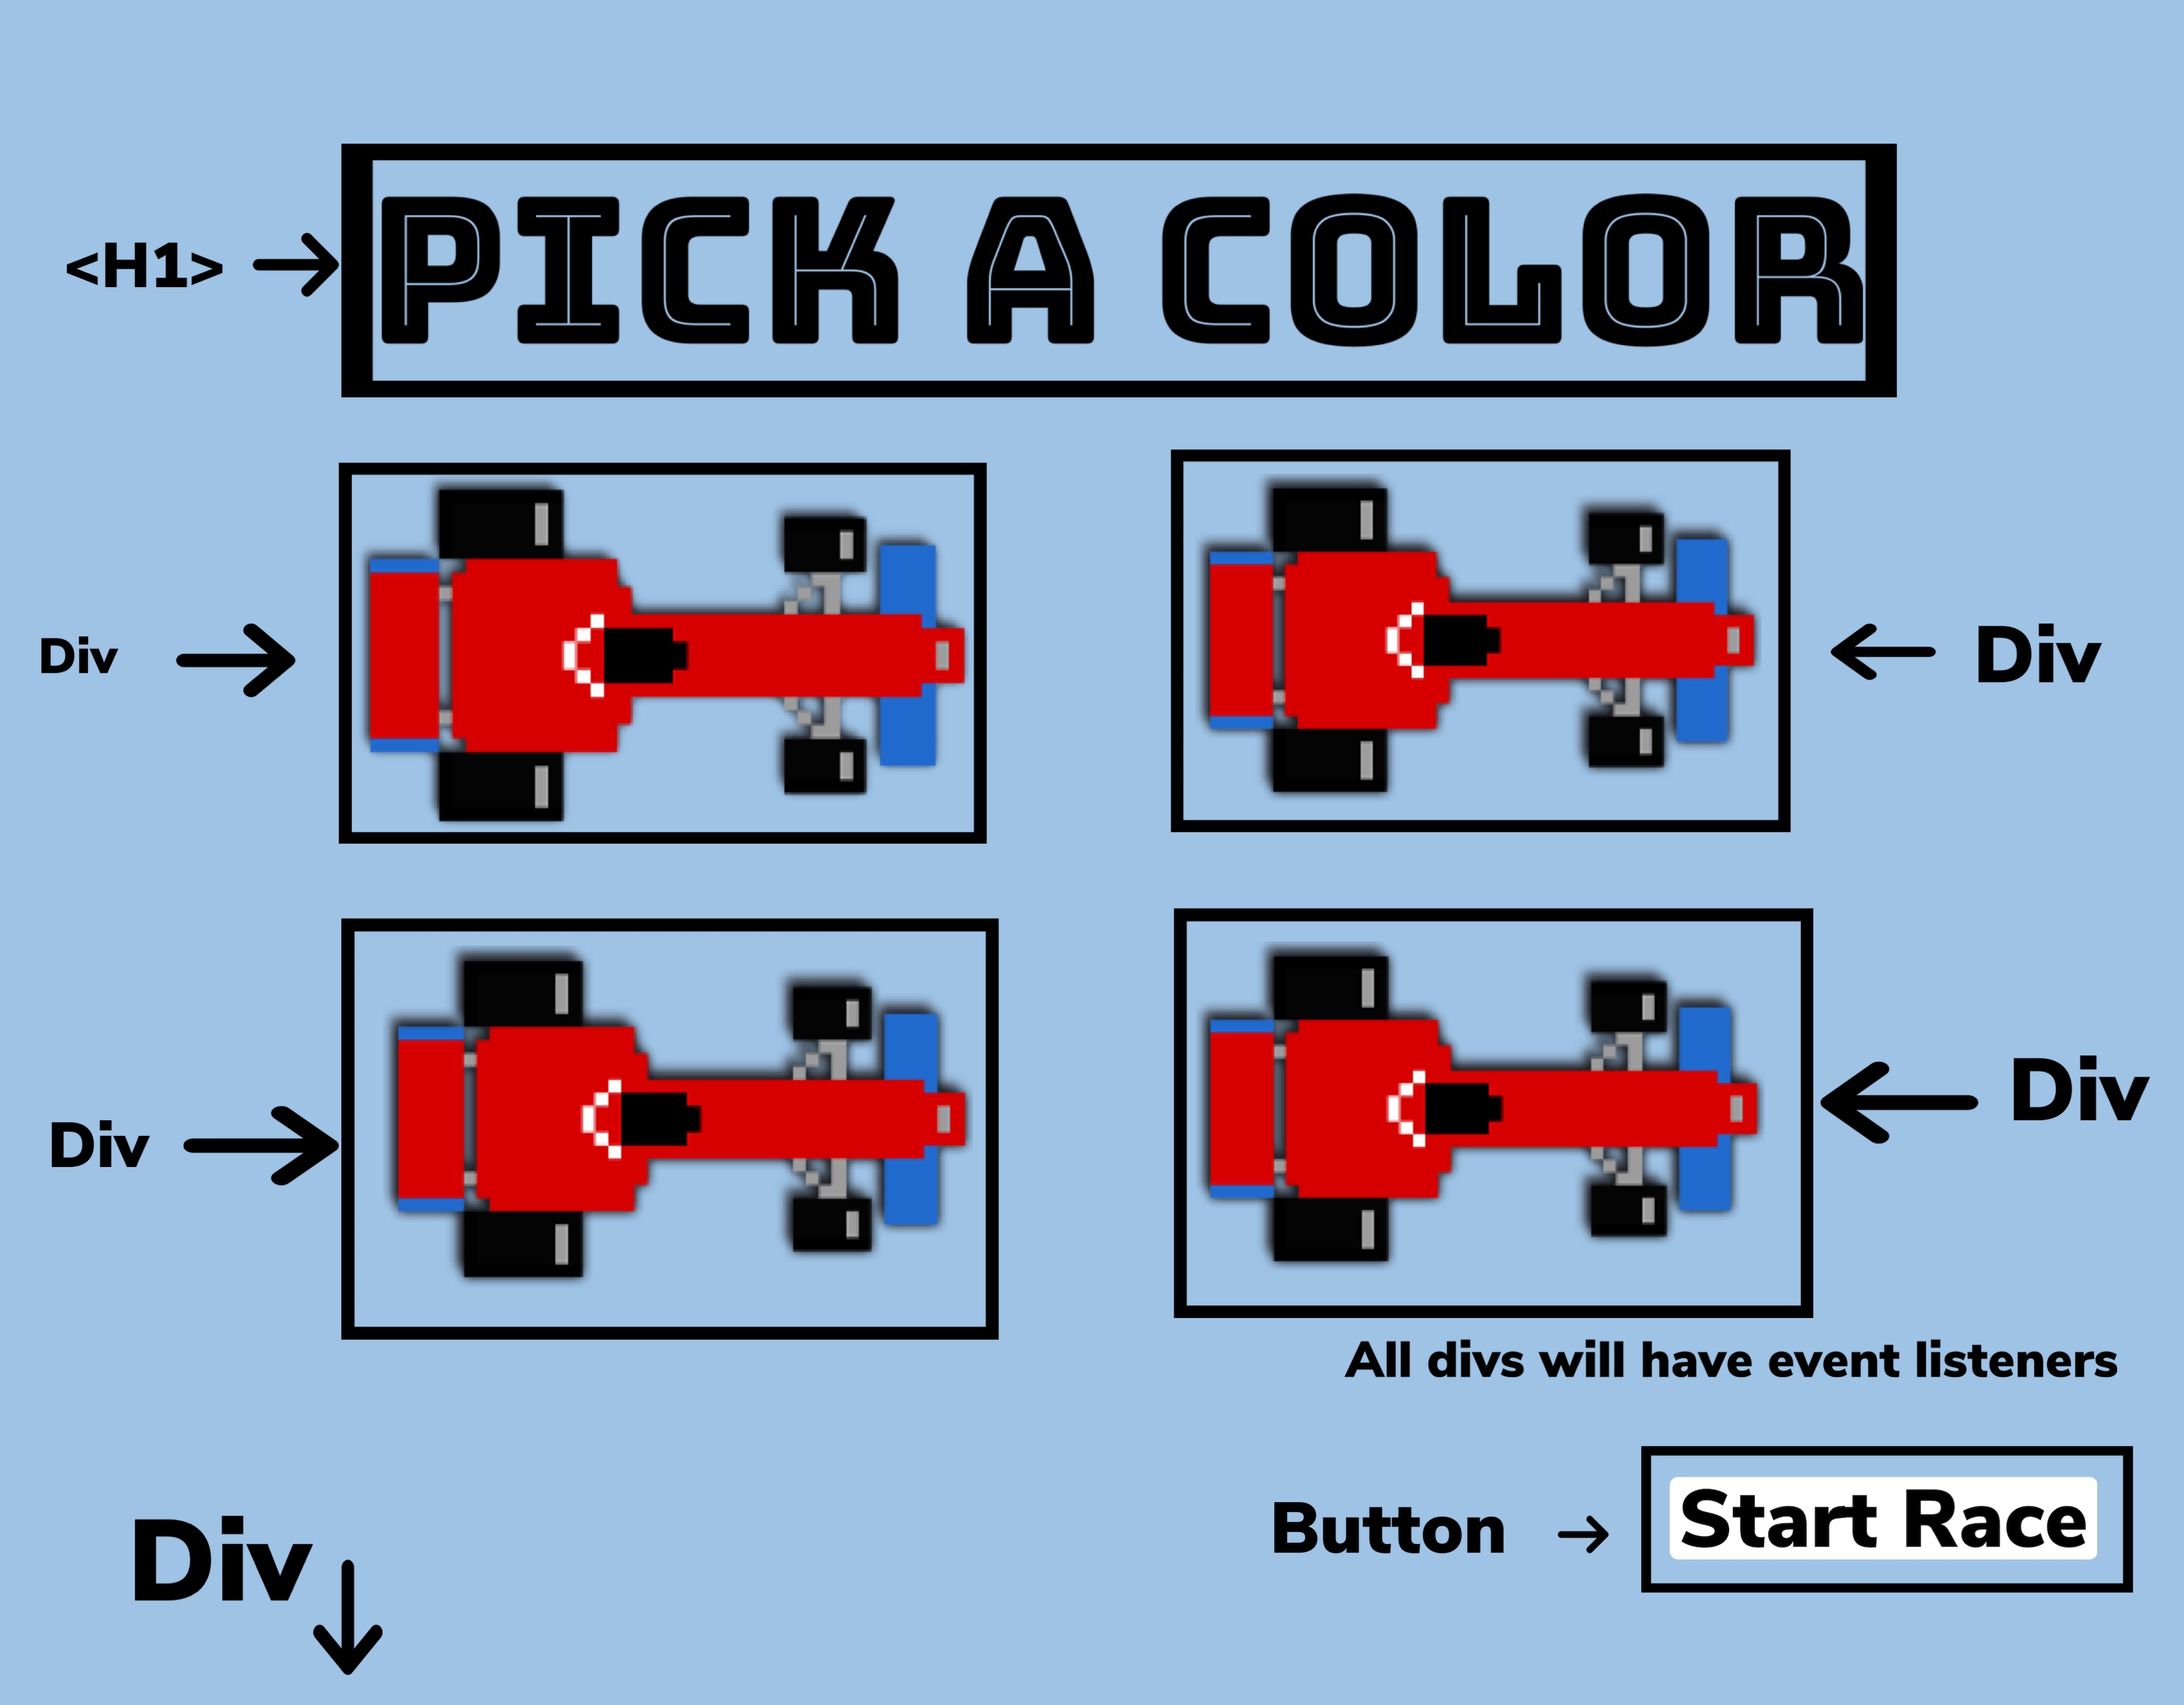 <H1>
PICK A COLOR
Div
Div
Div
Div
All divs will have event listeners
Button
Start Race
Div